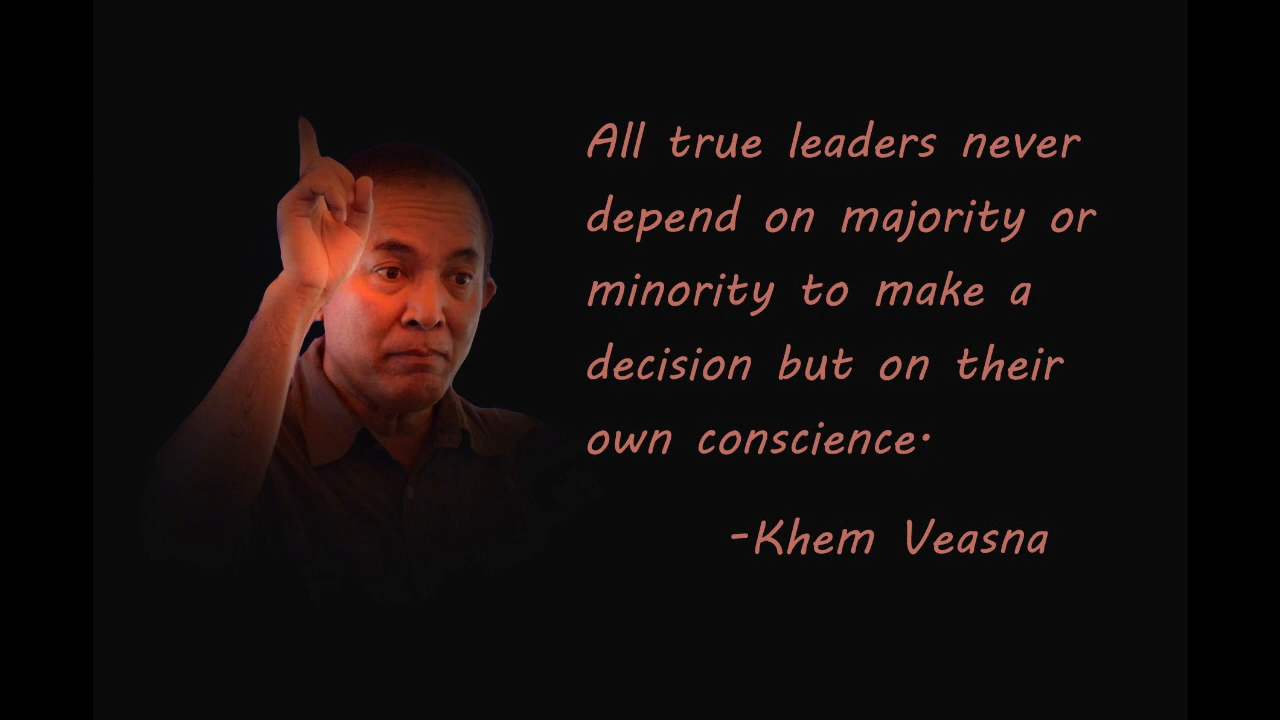 All true leaders never
depend on majority or
minority to make a
decision but on their
own conscience.
-Khem Veasna